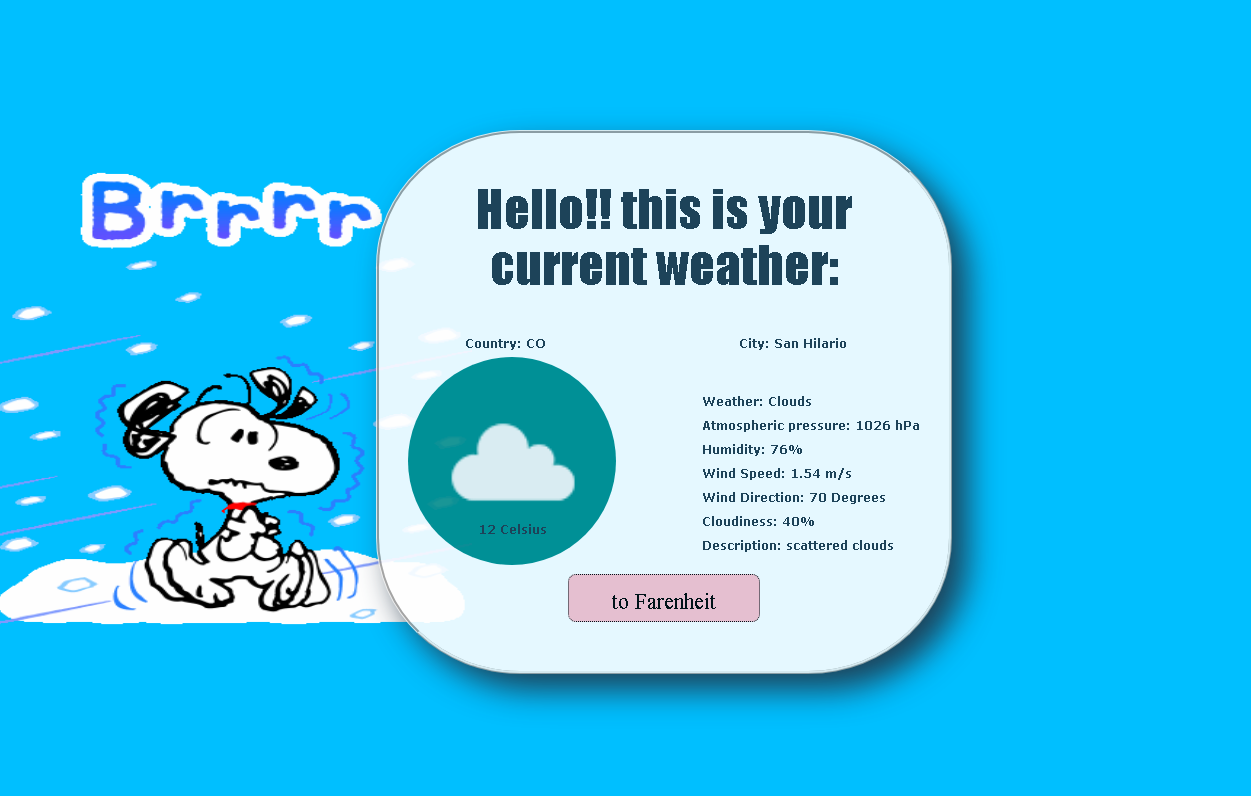 Brrrr
Hello!! this is your
current weather:
Country: CO
City: San Hilario
Weather: Clouds
Atmospheric pressure: 1026 hPa
Humidity: 76%
Wind Speed: 1.54 m/s
Wind Direction: 70 Degrees
Cloudiness: 40%
Description: scattered clouds
12 Celsius
to Farenheit